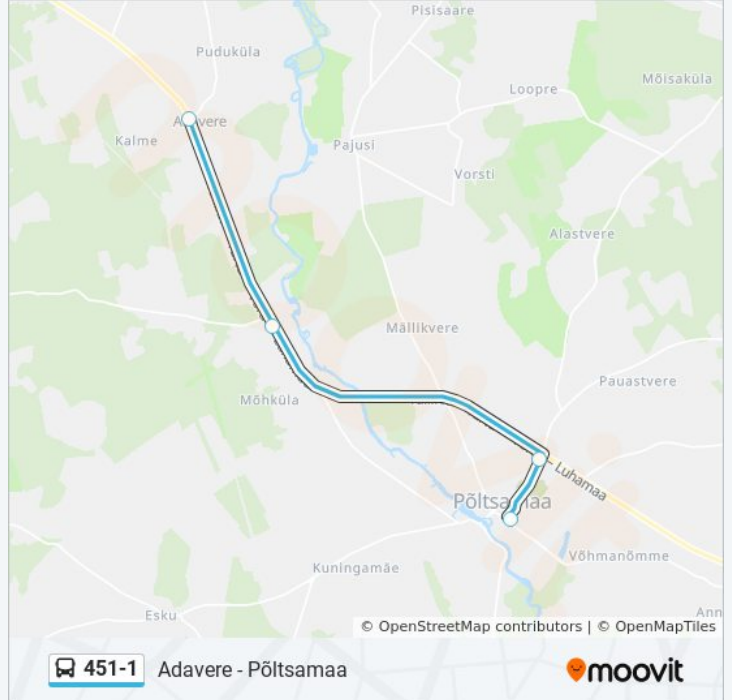 Pisisaare
Puduküla
Mõisaküla
Loopre
Adavere
Kalme
Pajusi
Vorsti
Alastvere
Mällikvere
Pauastvere
Mõhküla
Luhamaa
Põltsamaa
Võhmanõmme
Kuningamäe
Esku
Ann
© OpenStreetMap contributors | © OpenMapTiles
451-1 Adavere - Põltsamaa
moovit